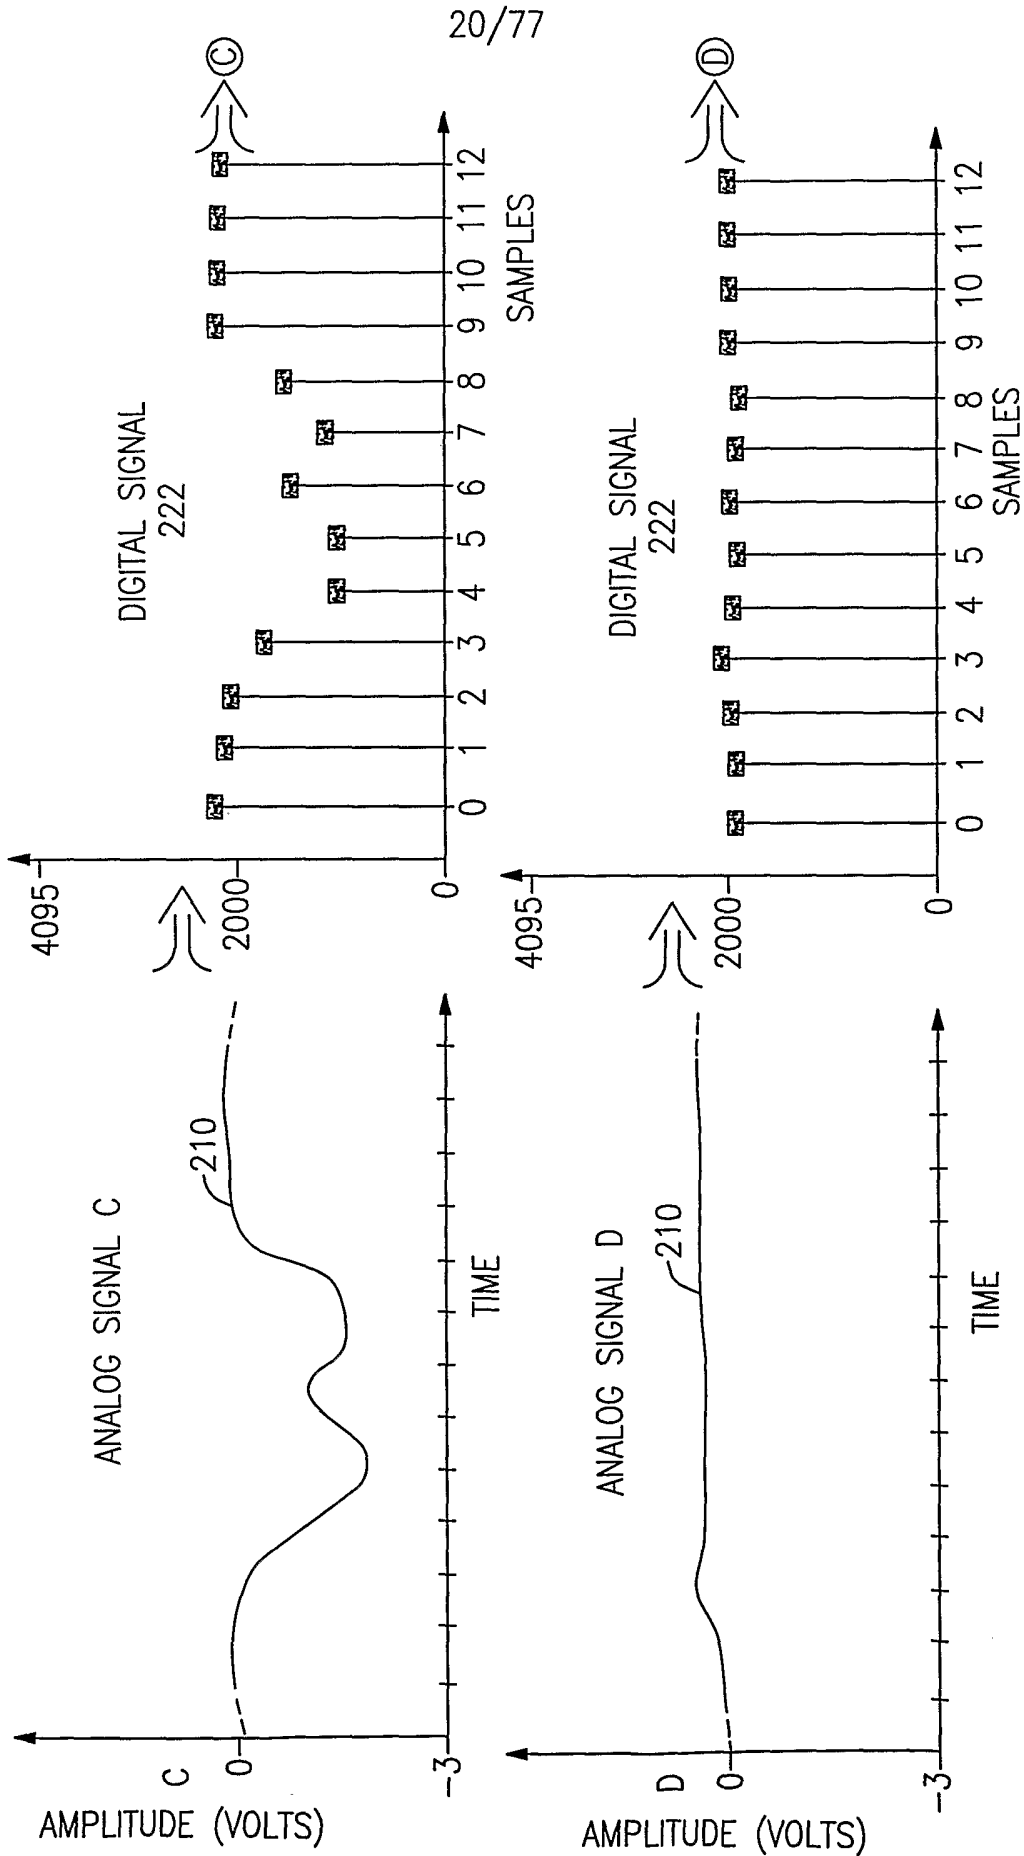 20/77
AMPLITUDE (VOLTS)
C
0
-3
ANALOG SIGNAL C
210
TIME
4095
2000
0
DIGITAL SIGNAL
222
0 1 2 3 4 5 6 7 8 9 10 11 12
SAMPLES
C
AMPLITUDE (VOLTS)
D
0
-3
ANALOG SIGNAL D
210
TIME
4095
2000
0
DIGITAL SIGNAL
222
0 1 2 3 4 5 6 7 8 9 10 11 12
SAMPLES
D